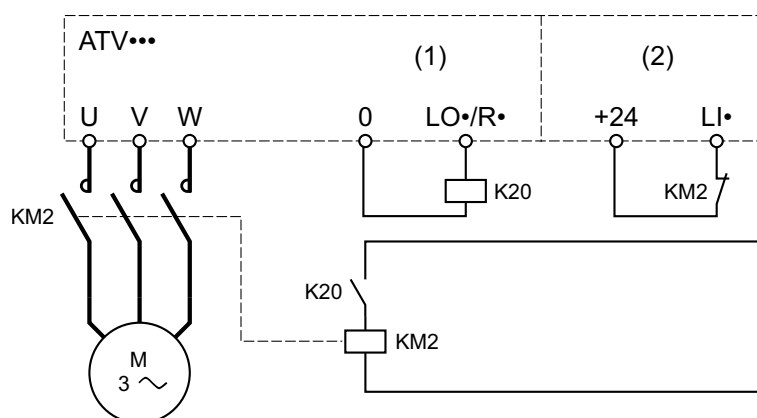 ATV•••
(1)
(2)
U V W
0 LO•/R•
+24 LI•
KM2
K20
KM2
K20
KM2
M
3